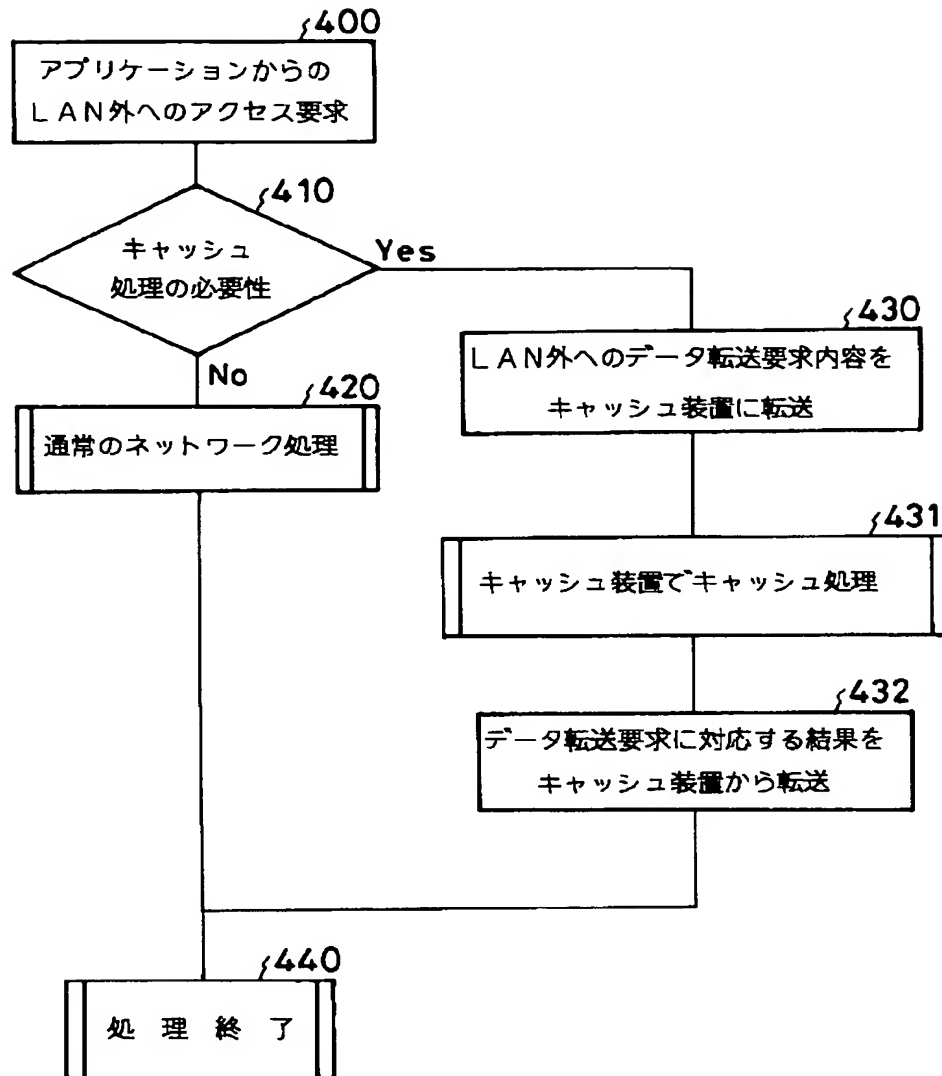 400
アプリケーションからの
LAN外へのアクセス要求
410
キャッシュ
処理の必要性
Yes
No
420
通常のネットワーク処理
430
LAN外へのデータ転送要求内容を
キャッシュ装置に転送
431
キャッシュ装置でキャッシュ処理
432
データ転送要求に対応する結果を
キャッシュ装置から転送
440
処理終了